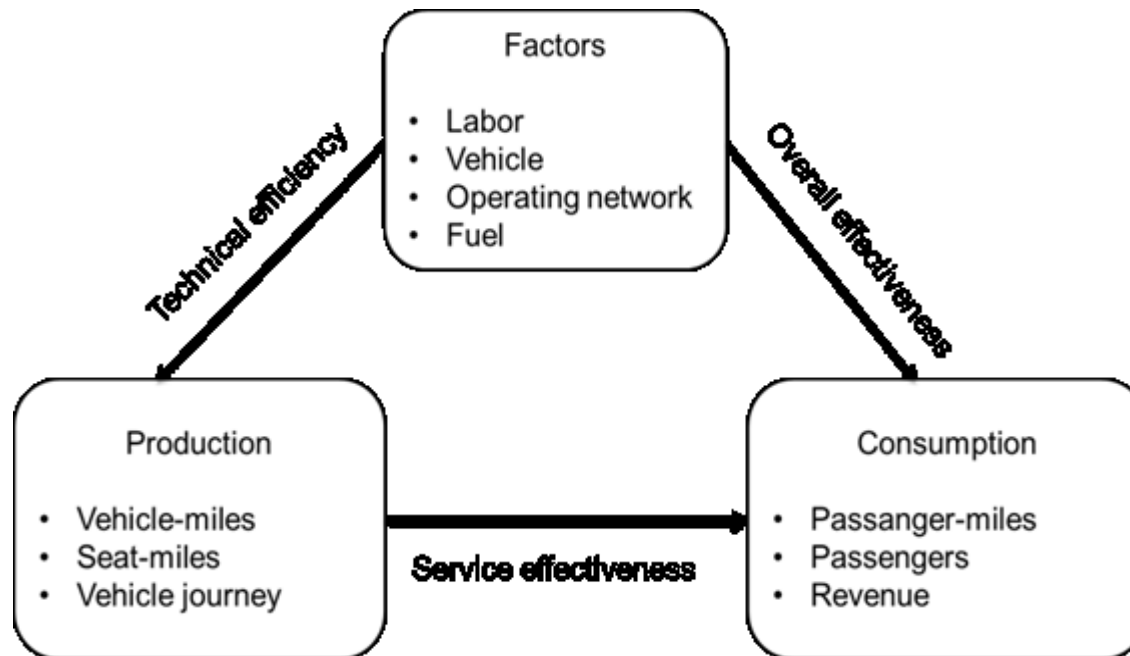 Factors
• Labor
• Vehicle
• Operating network
• Fuel
Technical efficiency
Overall effectiveness
Production
• Vehicle-miles
• Seat-miles
• Vehicle journey
Service effectiveness
Consumption
• Passanger-miles
• Passengers
• Revenue